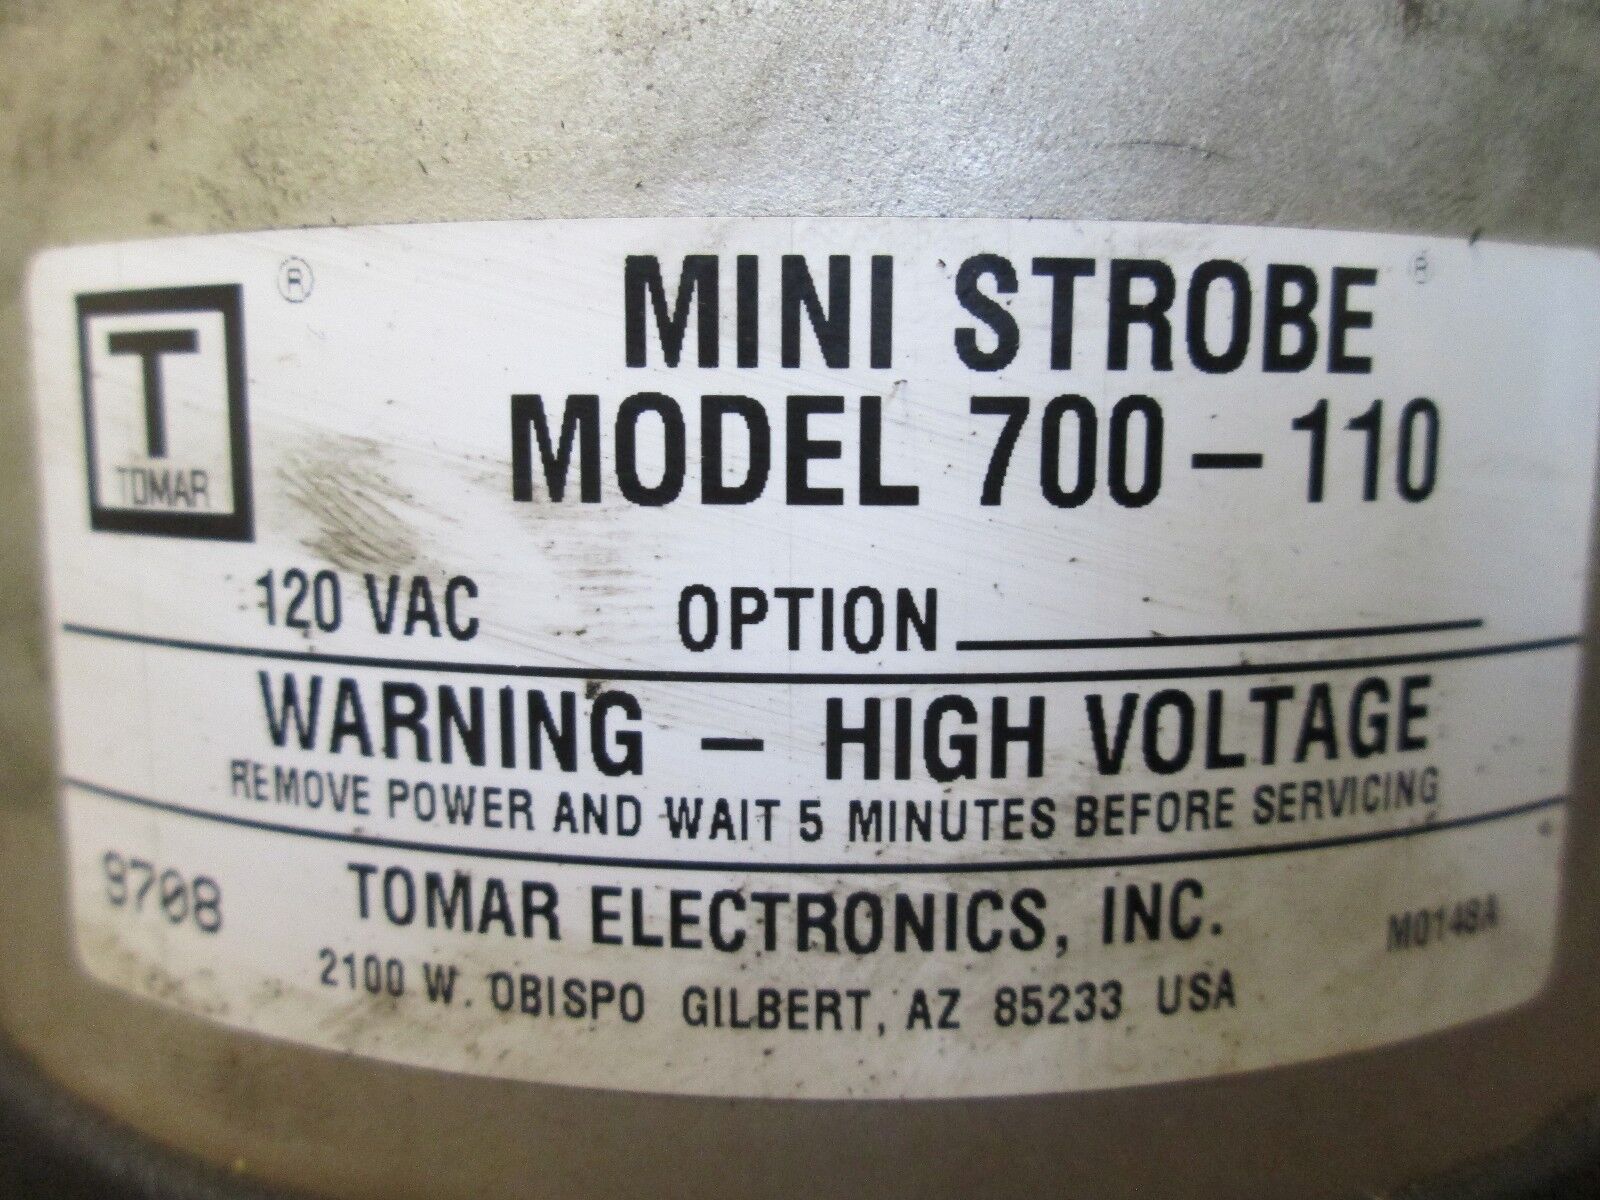 T
TOMAR
®
MINI STROBE®
MODEL 700-110
120 VAC OPTION
WARNING - HIGH VOLTAGE
REMOVE POWER AND WAIT 5 MINUTES BEFORE SERVICING
9708
TOMAR ELECTRONICS, INC.
M0148A
2100 W. OBISPO GILBERT, AZ 85233 USA